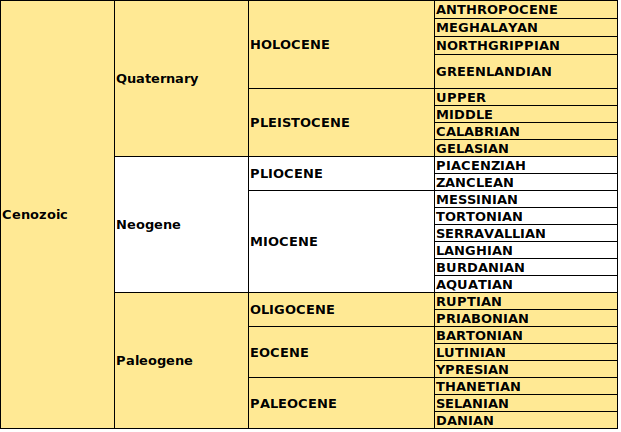 Cenozoic
Quaternary
HOLOCENE
ANTHROPOCENE
MEGHALAYAN
NORTHGRIPPIAN
GREENLANDIAN
PLEISTOCENE
UPPER
MIDDLE
CALABRIAN
GELASIAN
Neogene
PLIOCENE
PIACENZIAH
ZANCLEAN
MIOCENE
MESSINIAN
TORTONIAN
SERRAVALLIAN
LANGHIAN
BURDANIAN
AQUATIAN
Paleogene
OLIGOCENE
RUPTIAN
PRIABONIAN
EOCENE
BARTONIAN
LUTINIAN
YPRESIAN
PALEOCENE
THANETIAN
SELANIAN
DANIAN